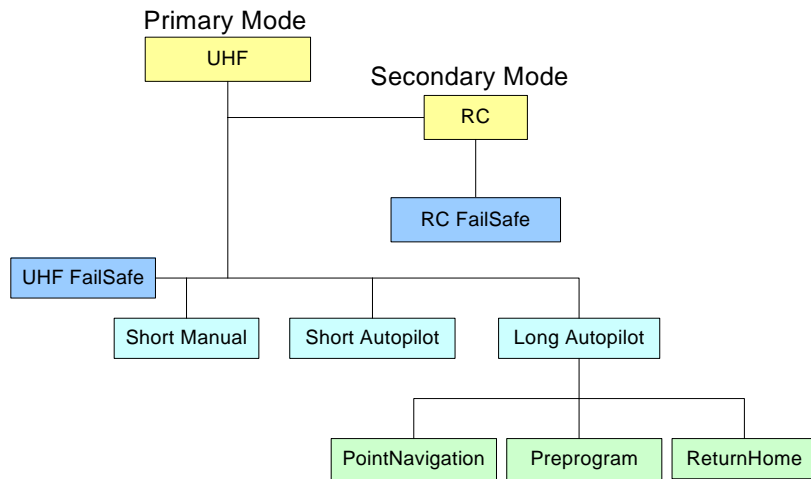 Primary Mode
UHF
Secondary Mode
RC
RC FailSafe
UHF FailSafe
Short Manual
Short Autopilot
Long Autopilot
PointNavigation
Preprogram
ReturnHome